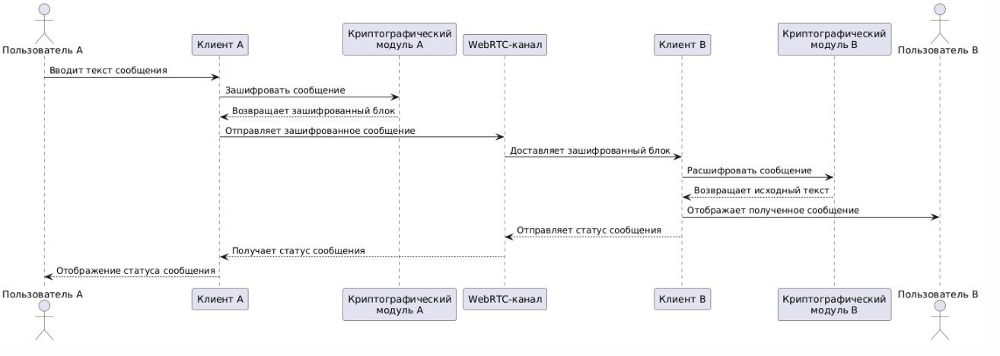 Пользователь A
Клиент A
Криптографический
модуль A
WebRTC-канал
Клиент B
Криптографический
модуль B
Пользователь B
Вводит текст сообщения
Зашифровать сообщение
Возвращает зашифрованный блок
Отправляет зашифрованное сообщение
Доставляет зашифрованный блок
Расшифровать сообщение
Возвращает исходный текст
Отображает полученное сообщение
Отправляет статус сообщения
Получает статус сообщения
Отображение статуса сообщения
Пользователь A
Клиент A
Криптографический
модуль A
WebRTC-канал
Клиент B
Криптографический
модуль B
Пользователь B